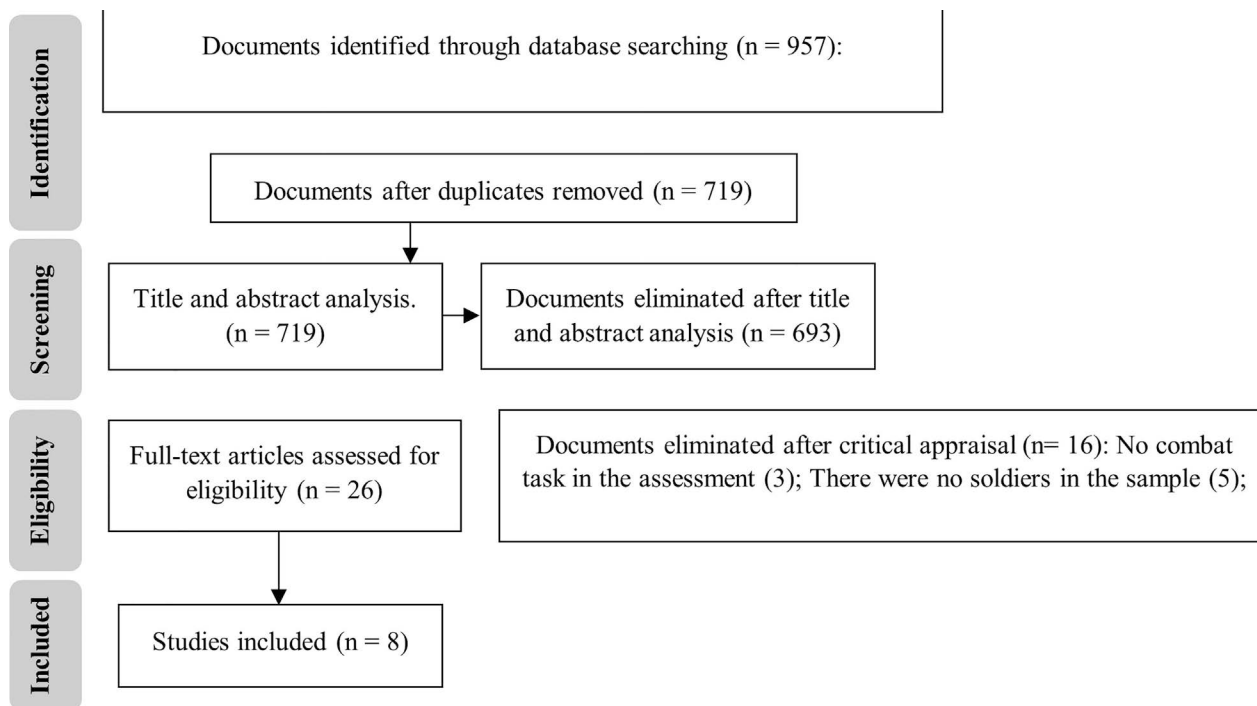 Identification
Documents identified through database searching (n = 957):
Documents after duplicates removed (n = 719)
Screening
Title and abstract analysis.
(n = 719)
Documents eliminated after title
and abstract analysis (n = 693)
Eligibility
Full-text articles assessed for
eligibility (n = 26)
Documents eliminated after critical appraisal (n= 16): No combat
task in the assessment (3); There were no soldiers in the sample (5);
Included
Studies included (n = 8)